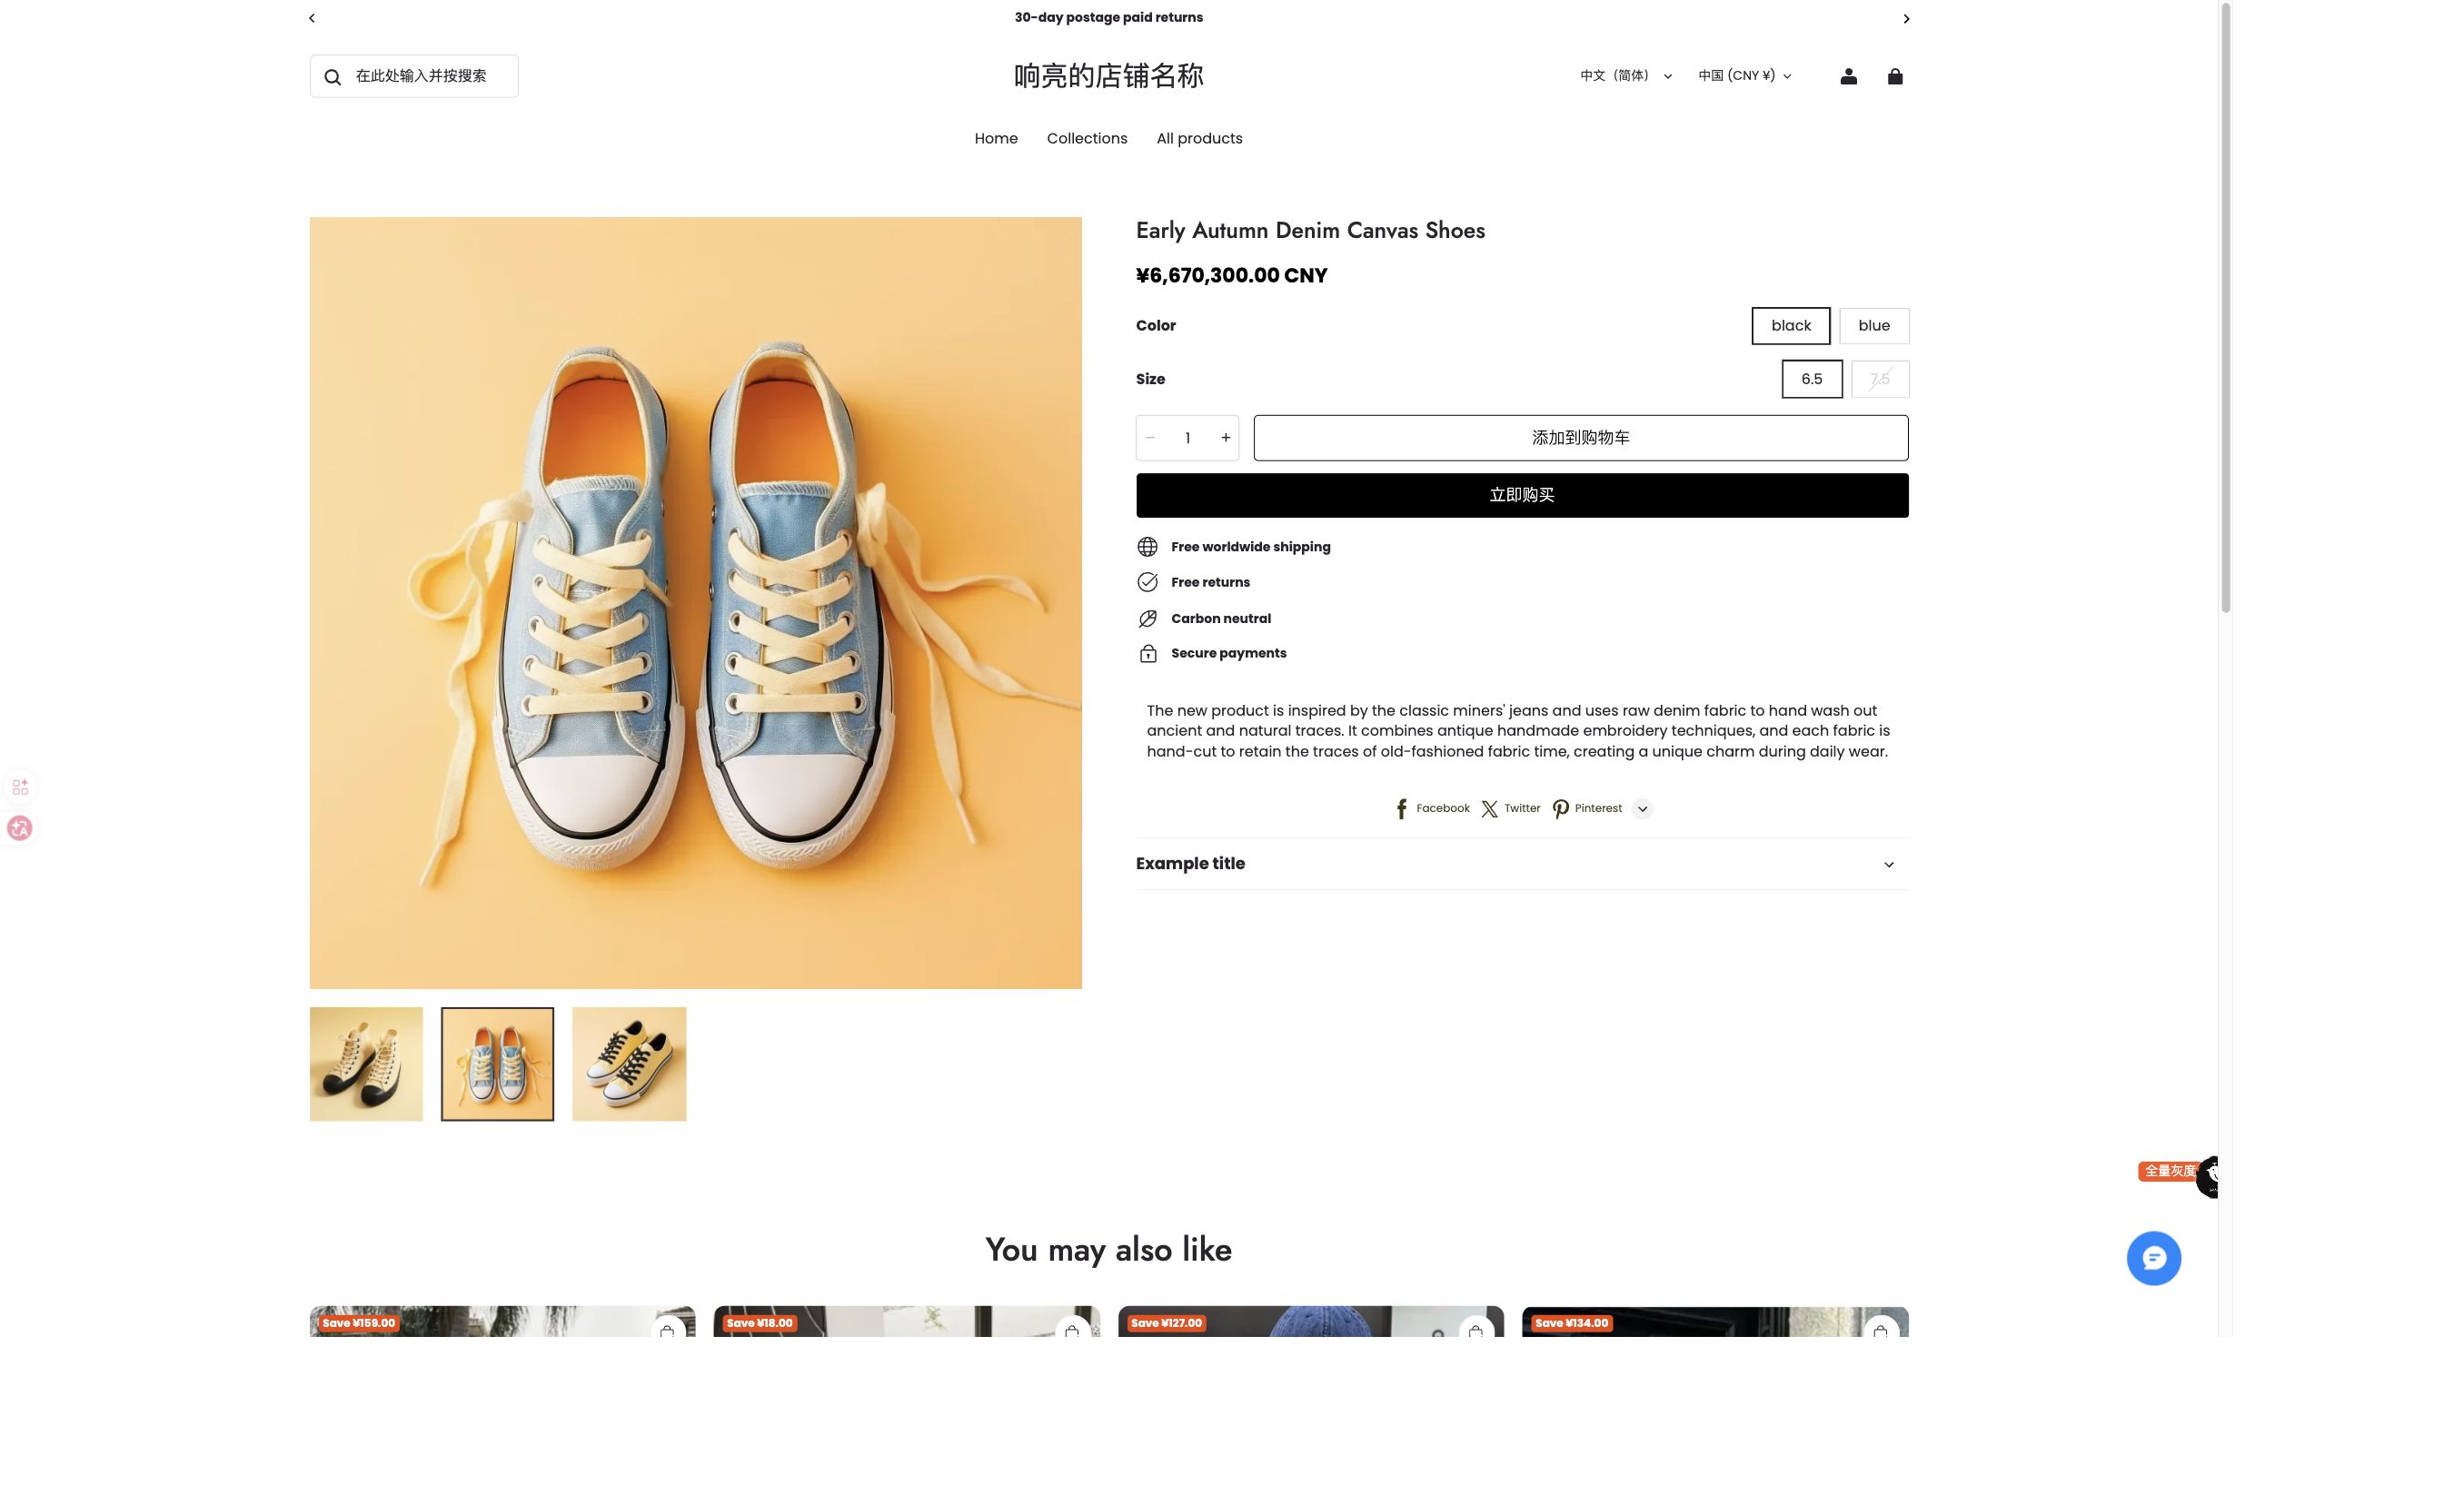 30-day postage paid returns
在此处输入并按搜索
响亮的店铺名称
中文（简体）
中国 (CNY ¥)
Home
Collections
All products
Early Autumn Denim Canvas Shoes
¥6,670,300.00 CNY
Color
black
blue
Size
6.5
7.5
1
添加到购物车
立即购买
Free worldwide shipping
Free returns
Carbon neutral
Secure payments
The new product is inspired by the classic miners' jeans and uses raw denim fabric to hand wash out
ancient and natural traces. It combines antique handmade embroidery techniques, and each fabric is
hand-cut to retain the traces of old-fashioned fabric time, creating a unique charm during daily wear.
Facebook
Twitter
Pinterest
Example title
全量灰度
You may also like
Save ¥159.00
Save ¥18.00
Save ¥127.00
Save ¥134.00